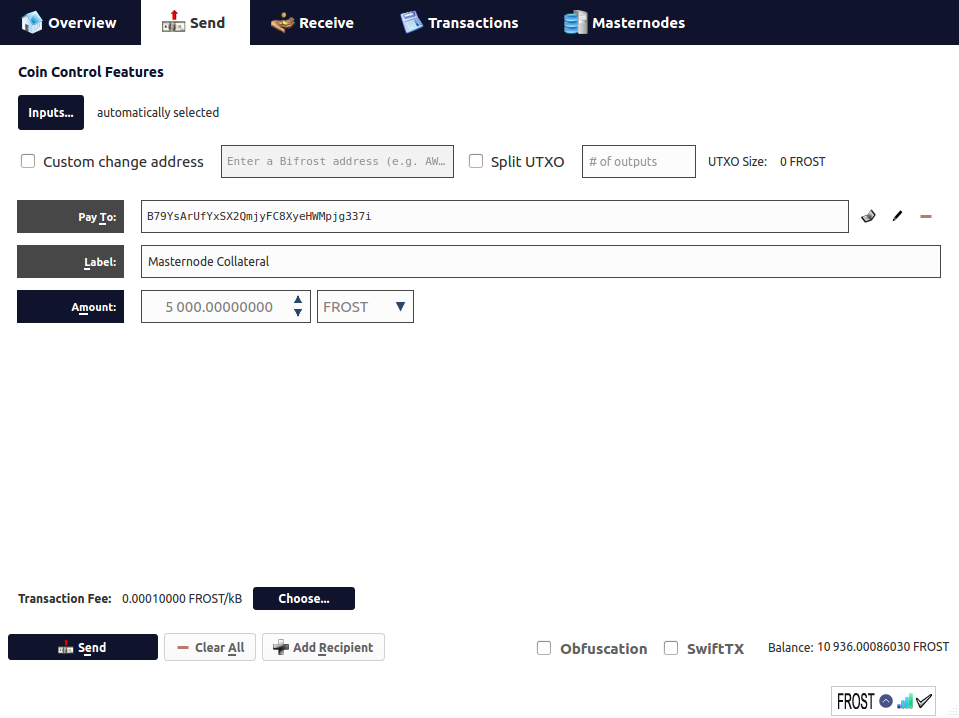 Overview Send Receive Transactions Masternodes
Coin Control Features
Inputs... automatically selected
Custom change address Enter a Bifrost address (e.g. AW… Split UTXO # of outputs UTXO Size: 0 FROST
Pay To: B79YsArUfYxSX2QmjyFC8XyeHWMpjg337i
Label: Masternode Collateral
Amount: 5 000.00000000 FROST
Transaction Fee: 0.00010000 FROST/kB Choose...
Send Clear All Add Recipient Obfuscation SwiftTX Balance: 10 936.00086030 FROST
FROST